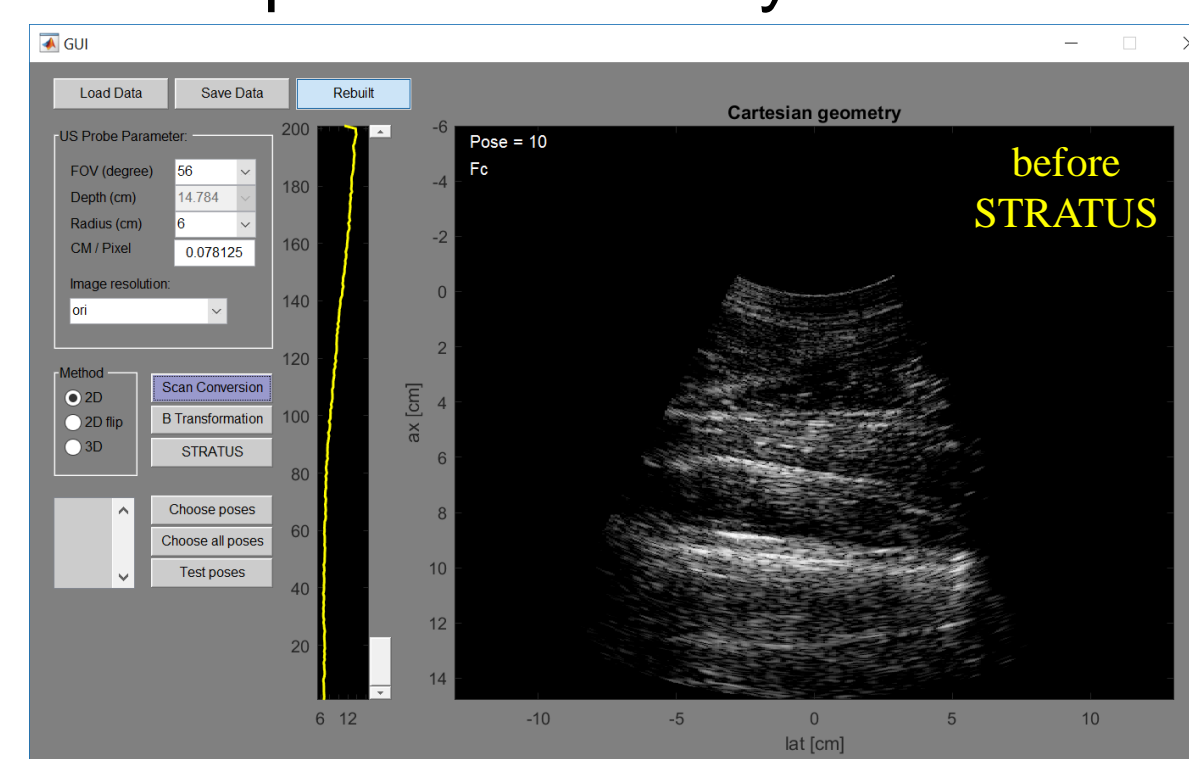 GUI
Load Data Save Data Rebuilt
US Probe Parameter:
FOV (degree) 56
Depth (cm) 14.784
Radius (cm) 6
CM / Pixel 0.078125
Image resolution:
ori
Method
2D
2D flip
3D
Scan Conversion
B Transformation
STRATUS
Choose poses
Choose all poses
Test poses
200
180
160
140
120
100
80
60
40
20
6 12
Cartesian geometry
Pose = 10
Fc
before
STRATUS
-6
-4
-2
0
2
4
6
8
10
12
14
ax [cm]
-10 -5 0 5 10
lat [cm]